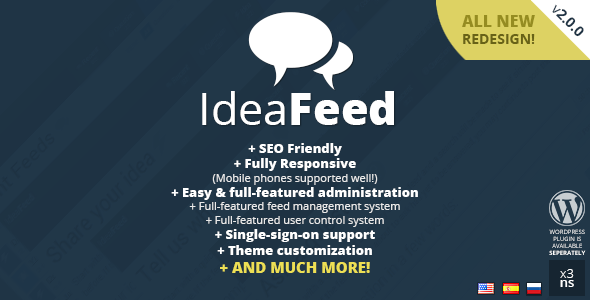 ALL NEW
REDESIGN!
v2.0.0
IdeaFeed
+ SEO Friendly
+ Fully Responsive
(Mobile phones supported well!)
+ Easy & full-featured administration
+ Full-featured feed management system
+ Full-featured user control system
+ Single-sign-on support
+ Theme customization
+ AND MUCH MORE!
WORDPRESS
PLUGIN IS
AVAILABLE
SEPERATELY
x3
ns